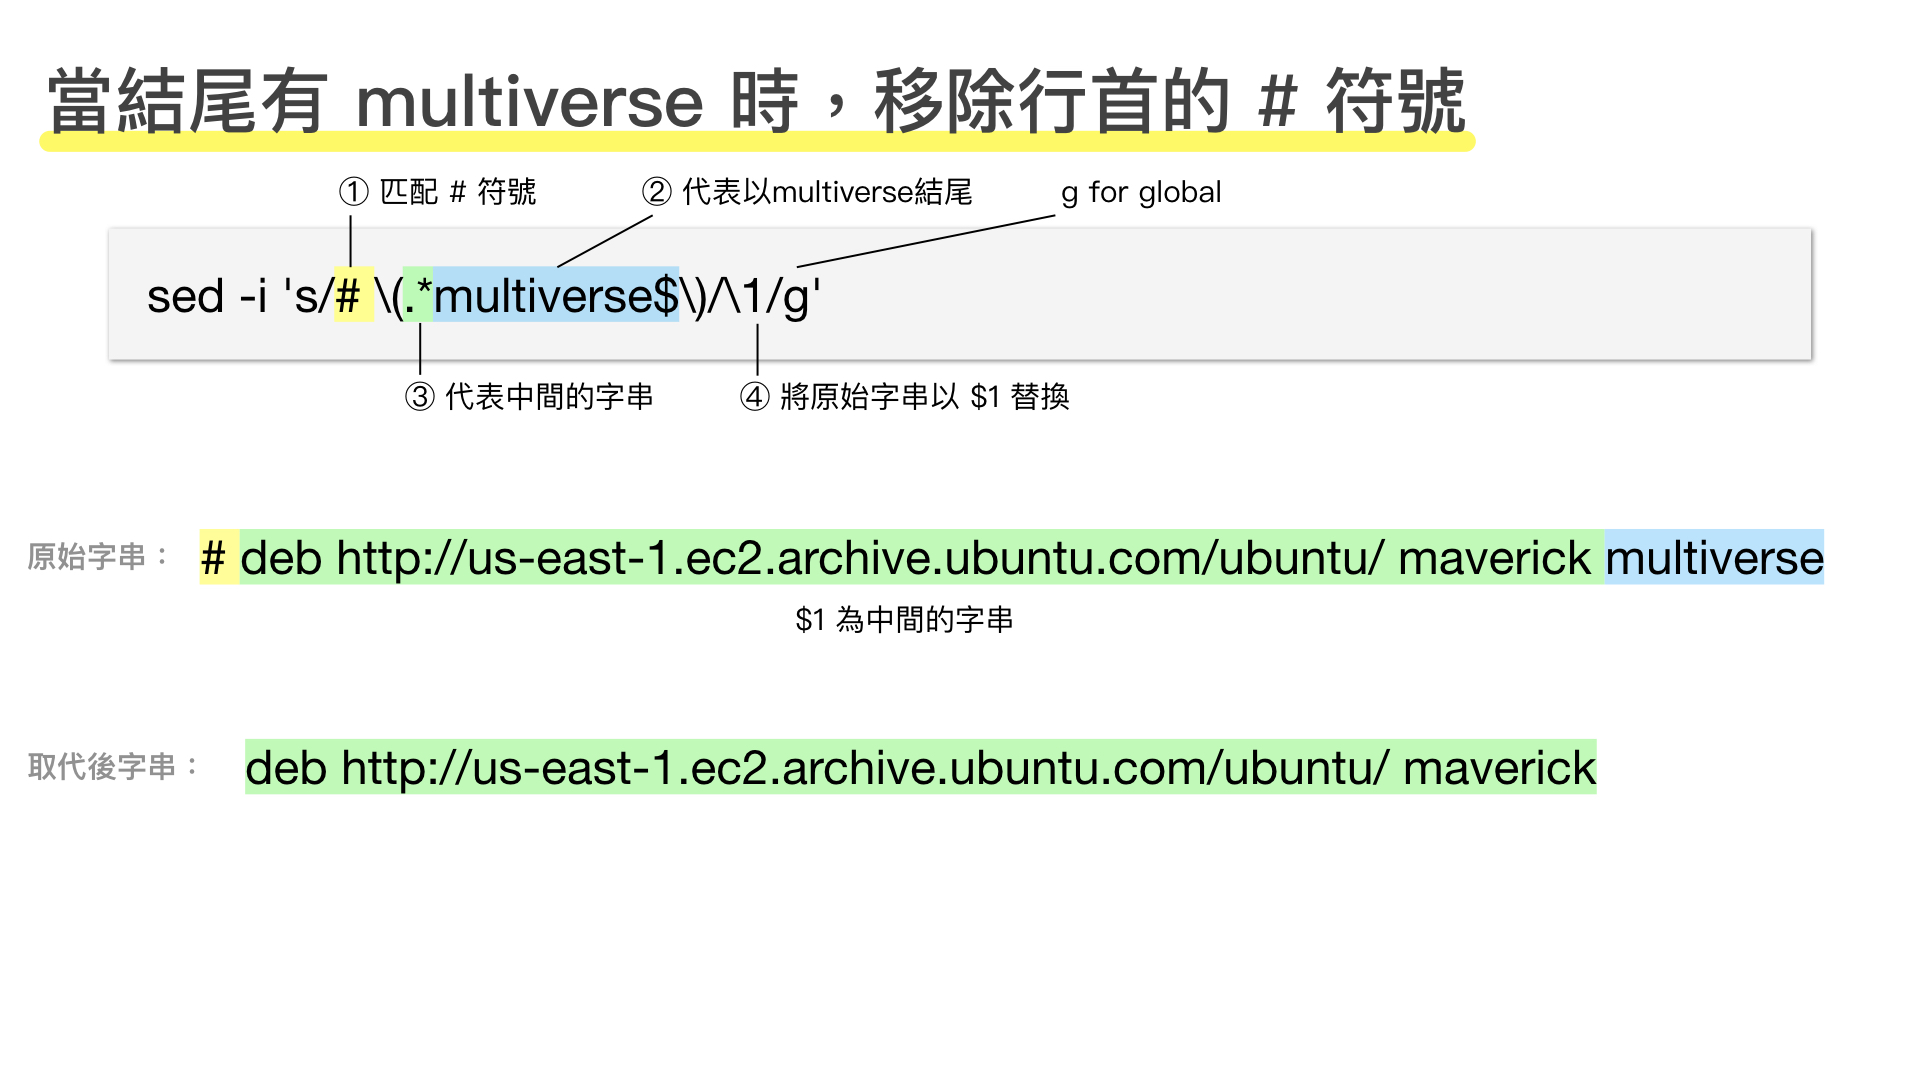 當結尾有 multiverse 時，移除行首的 # 符號
① 匹配 # 符號
② 代表以multiverse結尾
g for global
sed -i 's/# \(.*multiverse$\)/\1/g'
③ 代表中間的字串
④ 將原始字串以 $1 替換
原始字串：
# deb http://us-east-1.ec2.archive.ubuntu.com/ubuntu/ maverick multiverse
$1 為中間的字串
取代後字串：
deb http://us-east-1.ec2.archive.ubuntu.com/ubuntu/ maverick